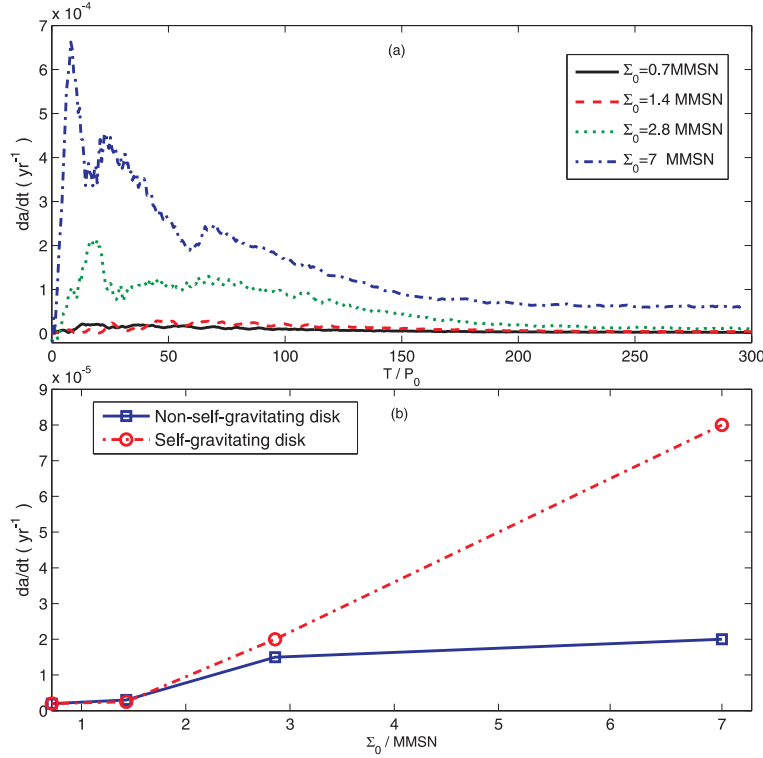 x 10⁻⁴
(a)
7
6
5
4
3
2
1
0
da/dt ( yr⁻¹ )
Σ₀=0.7MMSN
Σ₀=1.4 MMSN
Σ₀=2.8 MMSN
Σ₀=7 MMSN
0 50 100 150 200 250 300
T / P₀
x 10⁻⁵
(b)
9
8
7
6
5
4
3
2
1
0
da/dt ( yr⁻¹ )
Non-self-gravitating disk
Self-gravitating disk
1 2 3 4 5 6 7
Σ₀ / MMSN